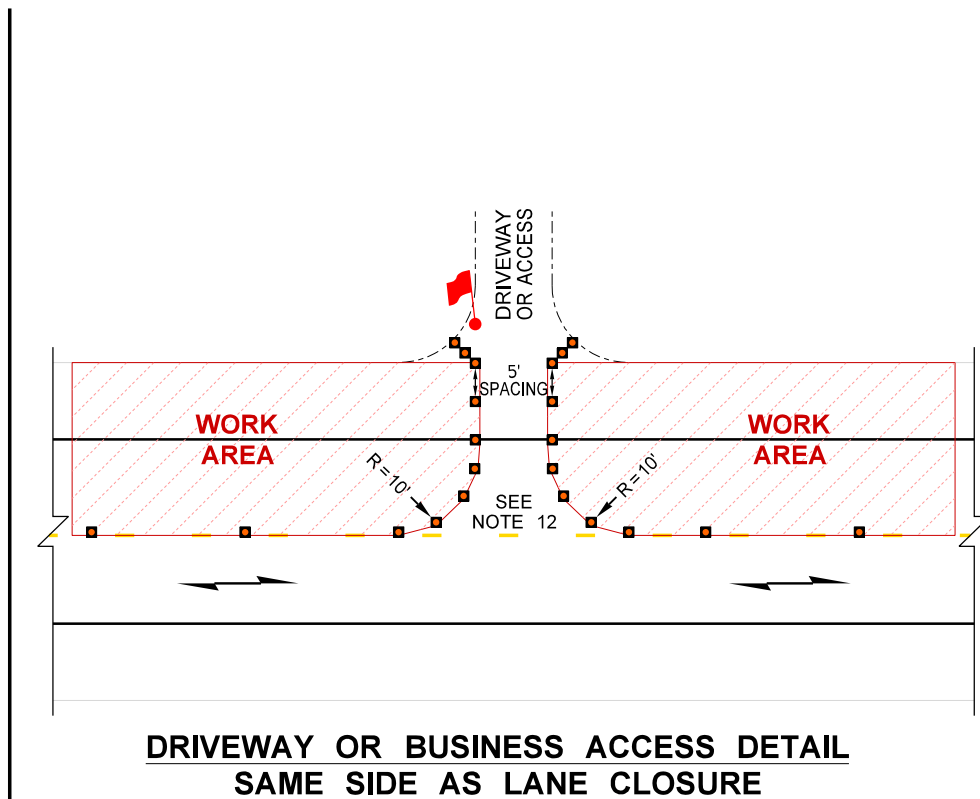 DRIVEWAY
OR ACCESS
5'
SPACING
WORK
AREA
WORK
AREA
R=10'
R=10'
SEE
NOTE 12
DRIVEWAY OR BUSINESS ACCESS DETAIL
SAME SIDE AS LANE CLOSURE